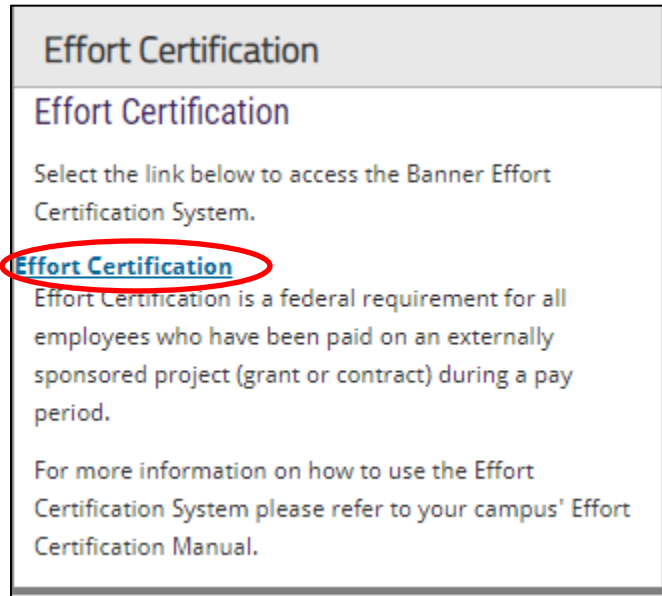 Effort Certification
Effort Certification
Select the link below to access the Banner Effort
Certification System.
Effort Certification
Effort Certification is a federal requirement for all
employees who have been paid on an externally
sponsored project (grant or contract) during a pay
period.
For more information on how to use the Effort
Certification System please refer to your campus' Effort
Certification Manual.